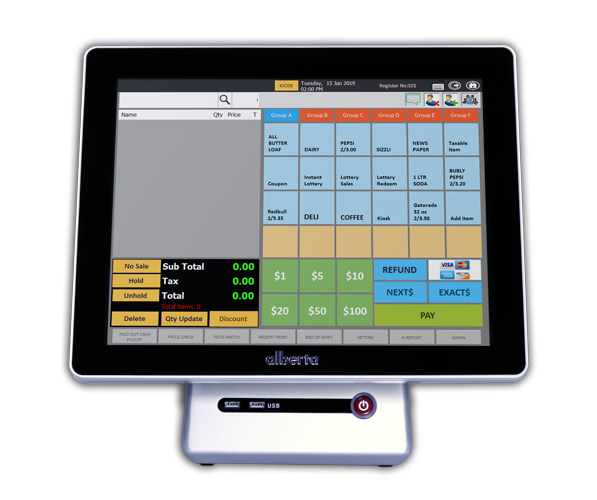 KIOSK
Tuesday, 15 Jan 2019
02:00 PM
Register No:101
Name Qty Price T
Group A Group B Group C Group D Group E Group F
ALL BUTTER LOAF
DAIRY
PEPSI 2/3.00
SIZZLI
NEWS PAPER
Taxable Item
Coupon
Instant Lottery
Lottery Sales
Lottery Redeem
1 LTR SODA
BUBLY PEPSI 2/3.20
Redbull 2/5.33
DELI
COFFEE
Kiosk
Gatorade 32 oz 2/3.50
Add Item
No Sale
Hold
Unhold
Sub Total 0.00
Tax 0.00
Total 0.00
Total Items: 0
Delete
Qty Update
Discount
$1 $5 $10
$20 $50 $100
REFUND
VISA
NEXT$
EXACT$
PAY
PAID OUT CASH PICKUP
PRICE CHECK
PRICE MATCH
RECEIPT PRINT
END OF SHIFT
SETTING
X-REPORT
ADMIN
alberta
USB